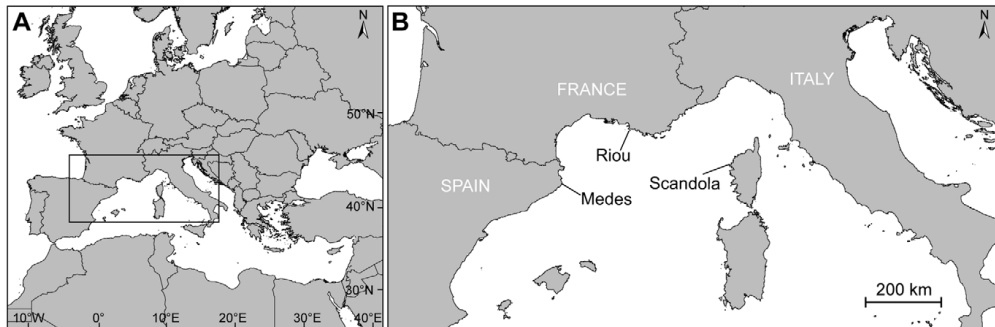 A
N
50°N
40°N
30°N
10°W
0°
10°E
20°E
30°E
40°E
B
N
FRANCE
ITALY
Riou
Scandola
SPAIN
Medes
200 km